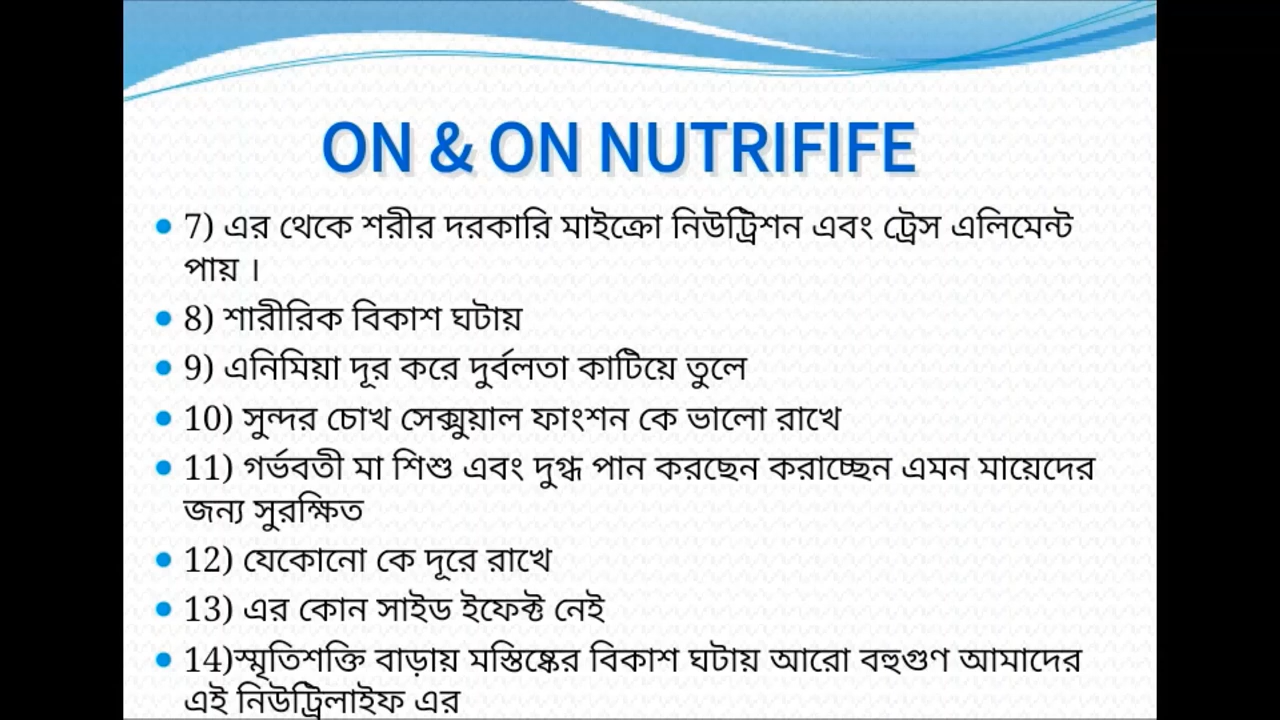 ON & ON NUTRIFIFE
• 7) এর থেকে শরীর দরকারি মাইক্রো নিউট্রিশন এবং ট্রেস এলিমেন্ট
পায় ।
• 8) শারীরিক বিকাশ ঘটায়
• 9) এনিমিয়া দূর করে দুর্বলতা কাটিয়ে তুলে
• 10) সুন্দর চোখ সেক্সুয়াল ফাংশন কে ভালো রাখে
• 11) গর্ভবতী মা শিশু এবং দুগ্ধ পান করছেন করাচ্ছেন এমন মায়েদের
জন্য সুরক্ষিত
• 12) যেকোনো কে দূরে রাখে
• 13) এর কোন সাইড ইফেক্ট নেই
• 14)স্মৃতিশক্তি বাড়ায় মস্তিষ্কের বিকাশ ঘটায় আরো বহুগুণ আমাদের
এই নিউট্রিলাইফ এর